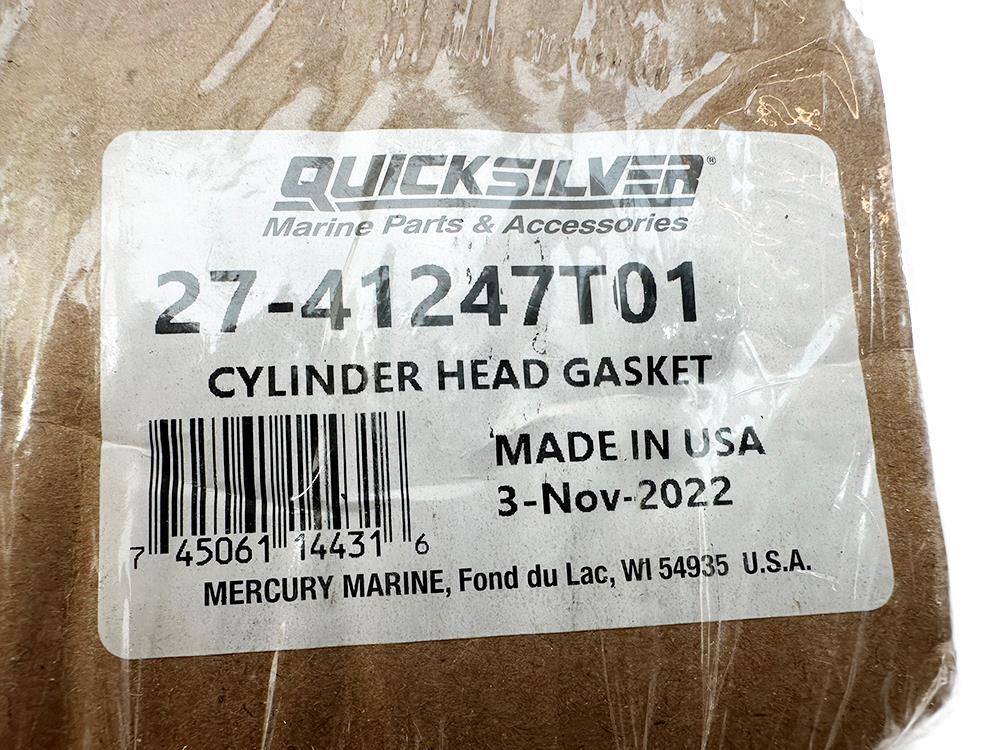 QUICKSILVER®
Marine Parts & Accessories
27-41247T01
CYLINDER HEAD GASKET
MADE IN USA
3-Nov-2022
7 45061 14431 6
MERCURY MARINE, Fond du Lac, WI 54935 U.S.A.